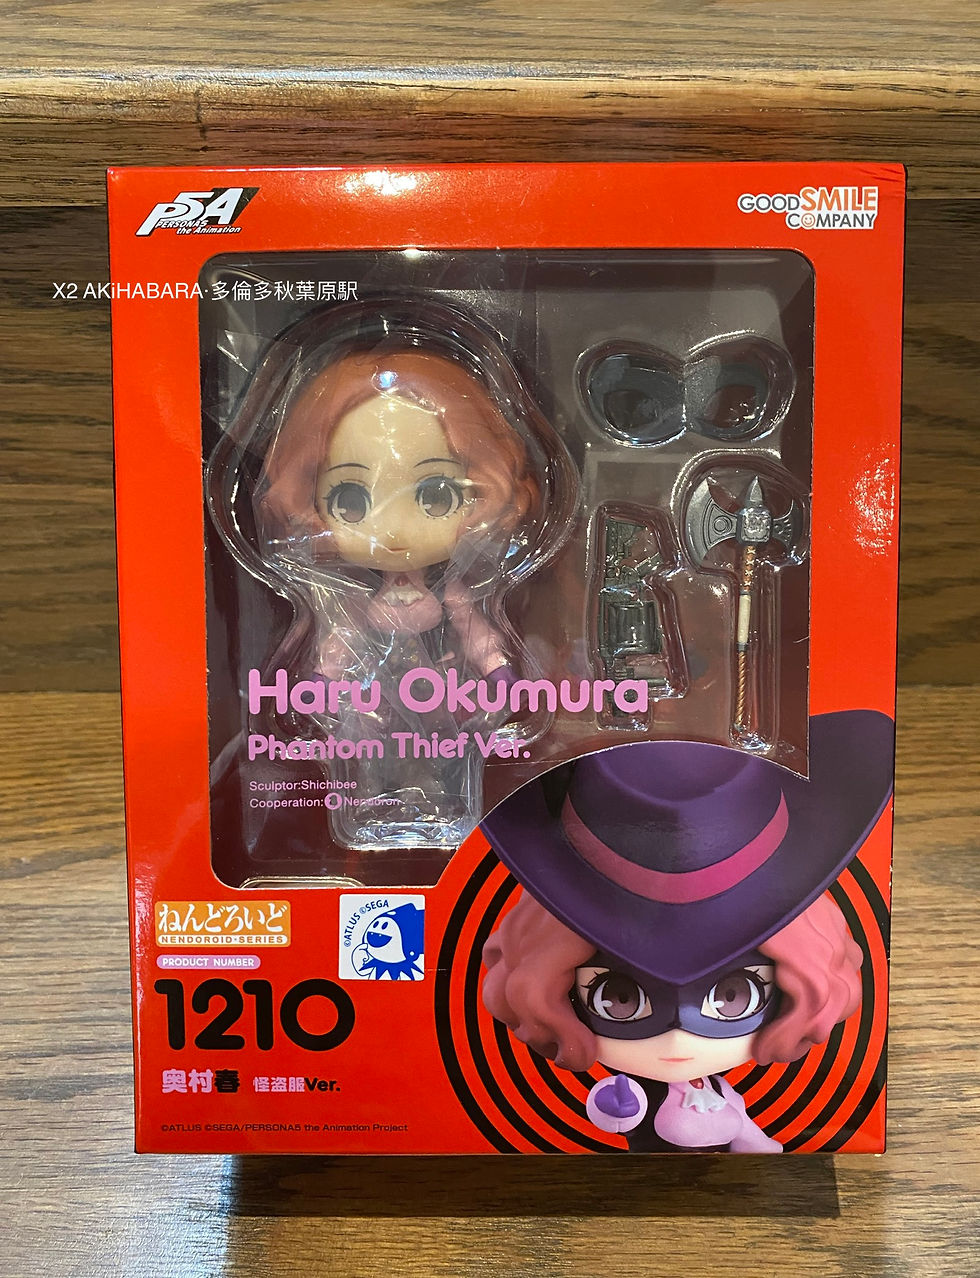 P5A
PERSONA5
the Animation
GOODSMILE
COMPANY
X2 AKiHABARA·多倫多秋葉原駅
Haru Okumura
Phantom Thief Ver.
Sculptor:Shichibee
Cooperation: Nendoron
©ATLUS ©SEGA
ねんどろいど
NENDOROID·SERIES
PRODUCT NUMBER
1210
奥村春 怪盗服Ver.
©ATLUS ©SEGA/PERSONA5 the Animation Project